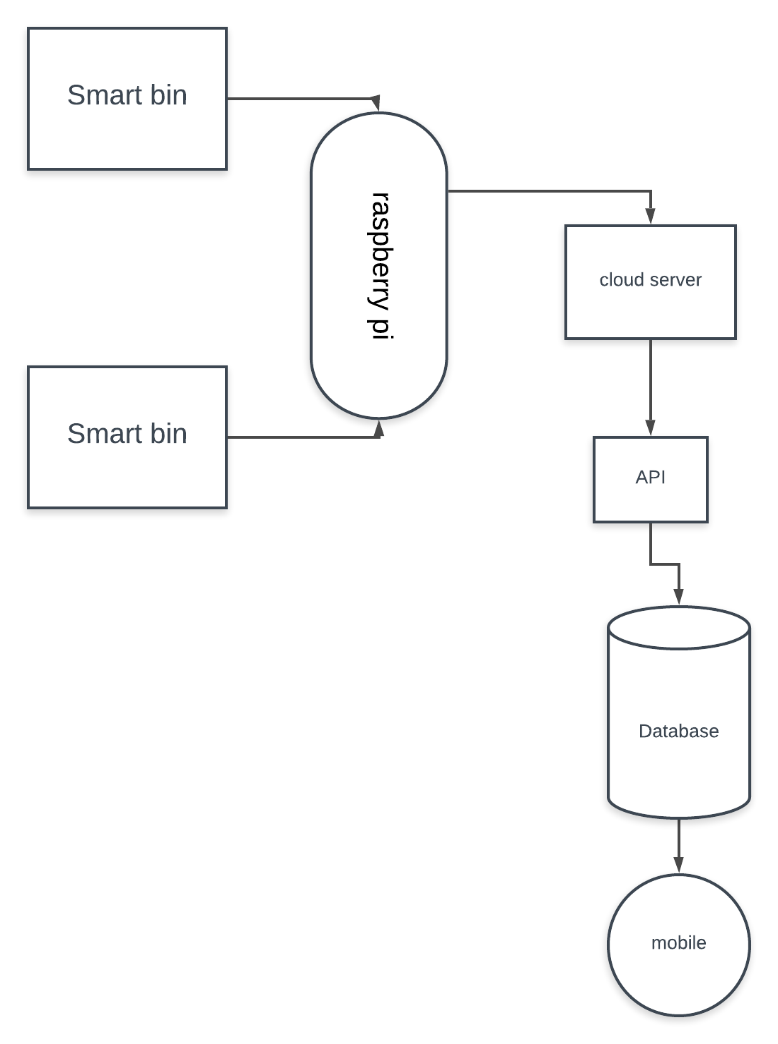 Smart bin
raspberry pi
cloud server
Smart bin
API
Database
mobile